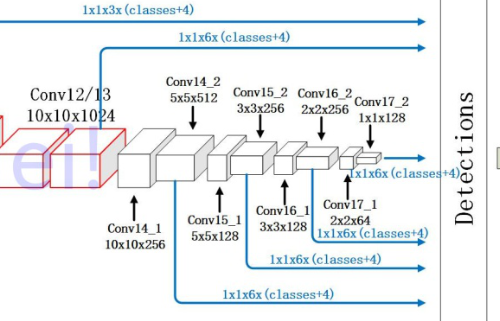 1x1x3x(classes+4)
1x1x6x(classes+4)
Conv12/13
10x10x1024
Conv14_2
5x5x512
Conv15_2
3x3x256
Conv16_2
2x2x256
Conv17_2
1x1x128
ei!
1x1x6x(classes+4)
Detections
Conv14_1
10x10x256
Conv15_1
5x5x128
Conv16_1
3x3x128
Conv17_1
2x2x64
1x1x6x(classes+4)
1x1x6x(classes+4)
1x1x6x(classes+4)